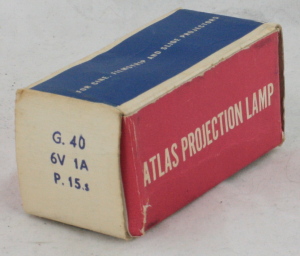 FOR CINE, FILMSTRIP AND SLIDE PROJECTORS
G. 40
6V 1A
P. 15.s
ATLAS PROJECTION LAMP